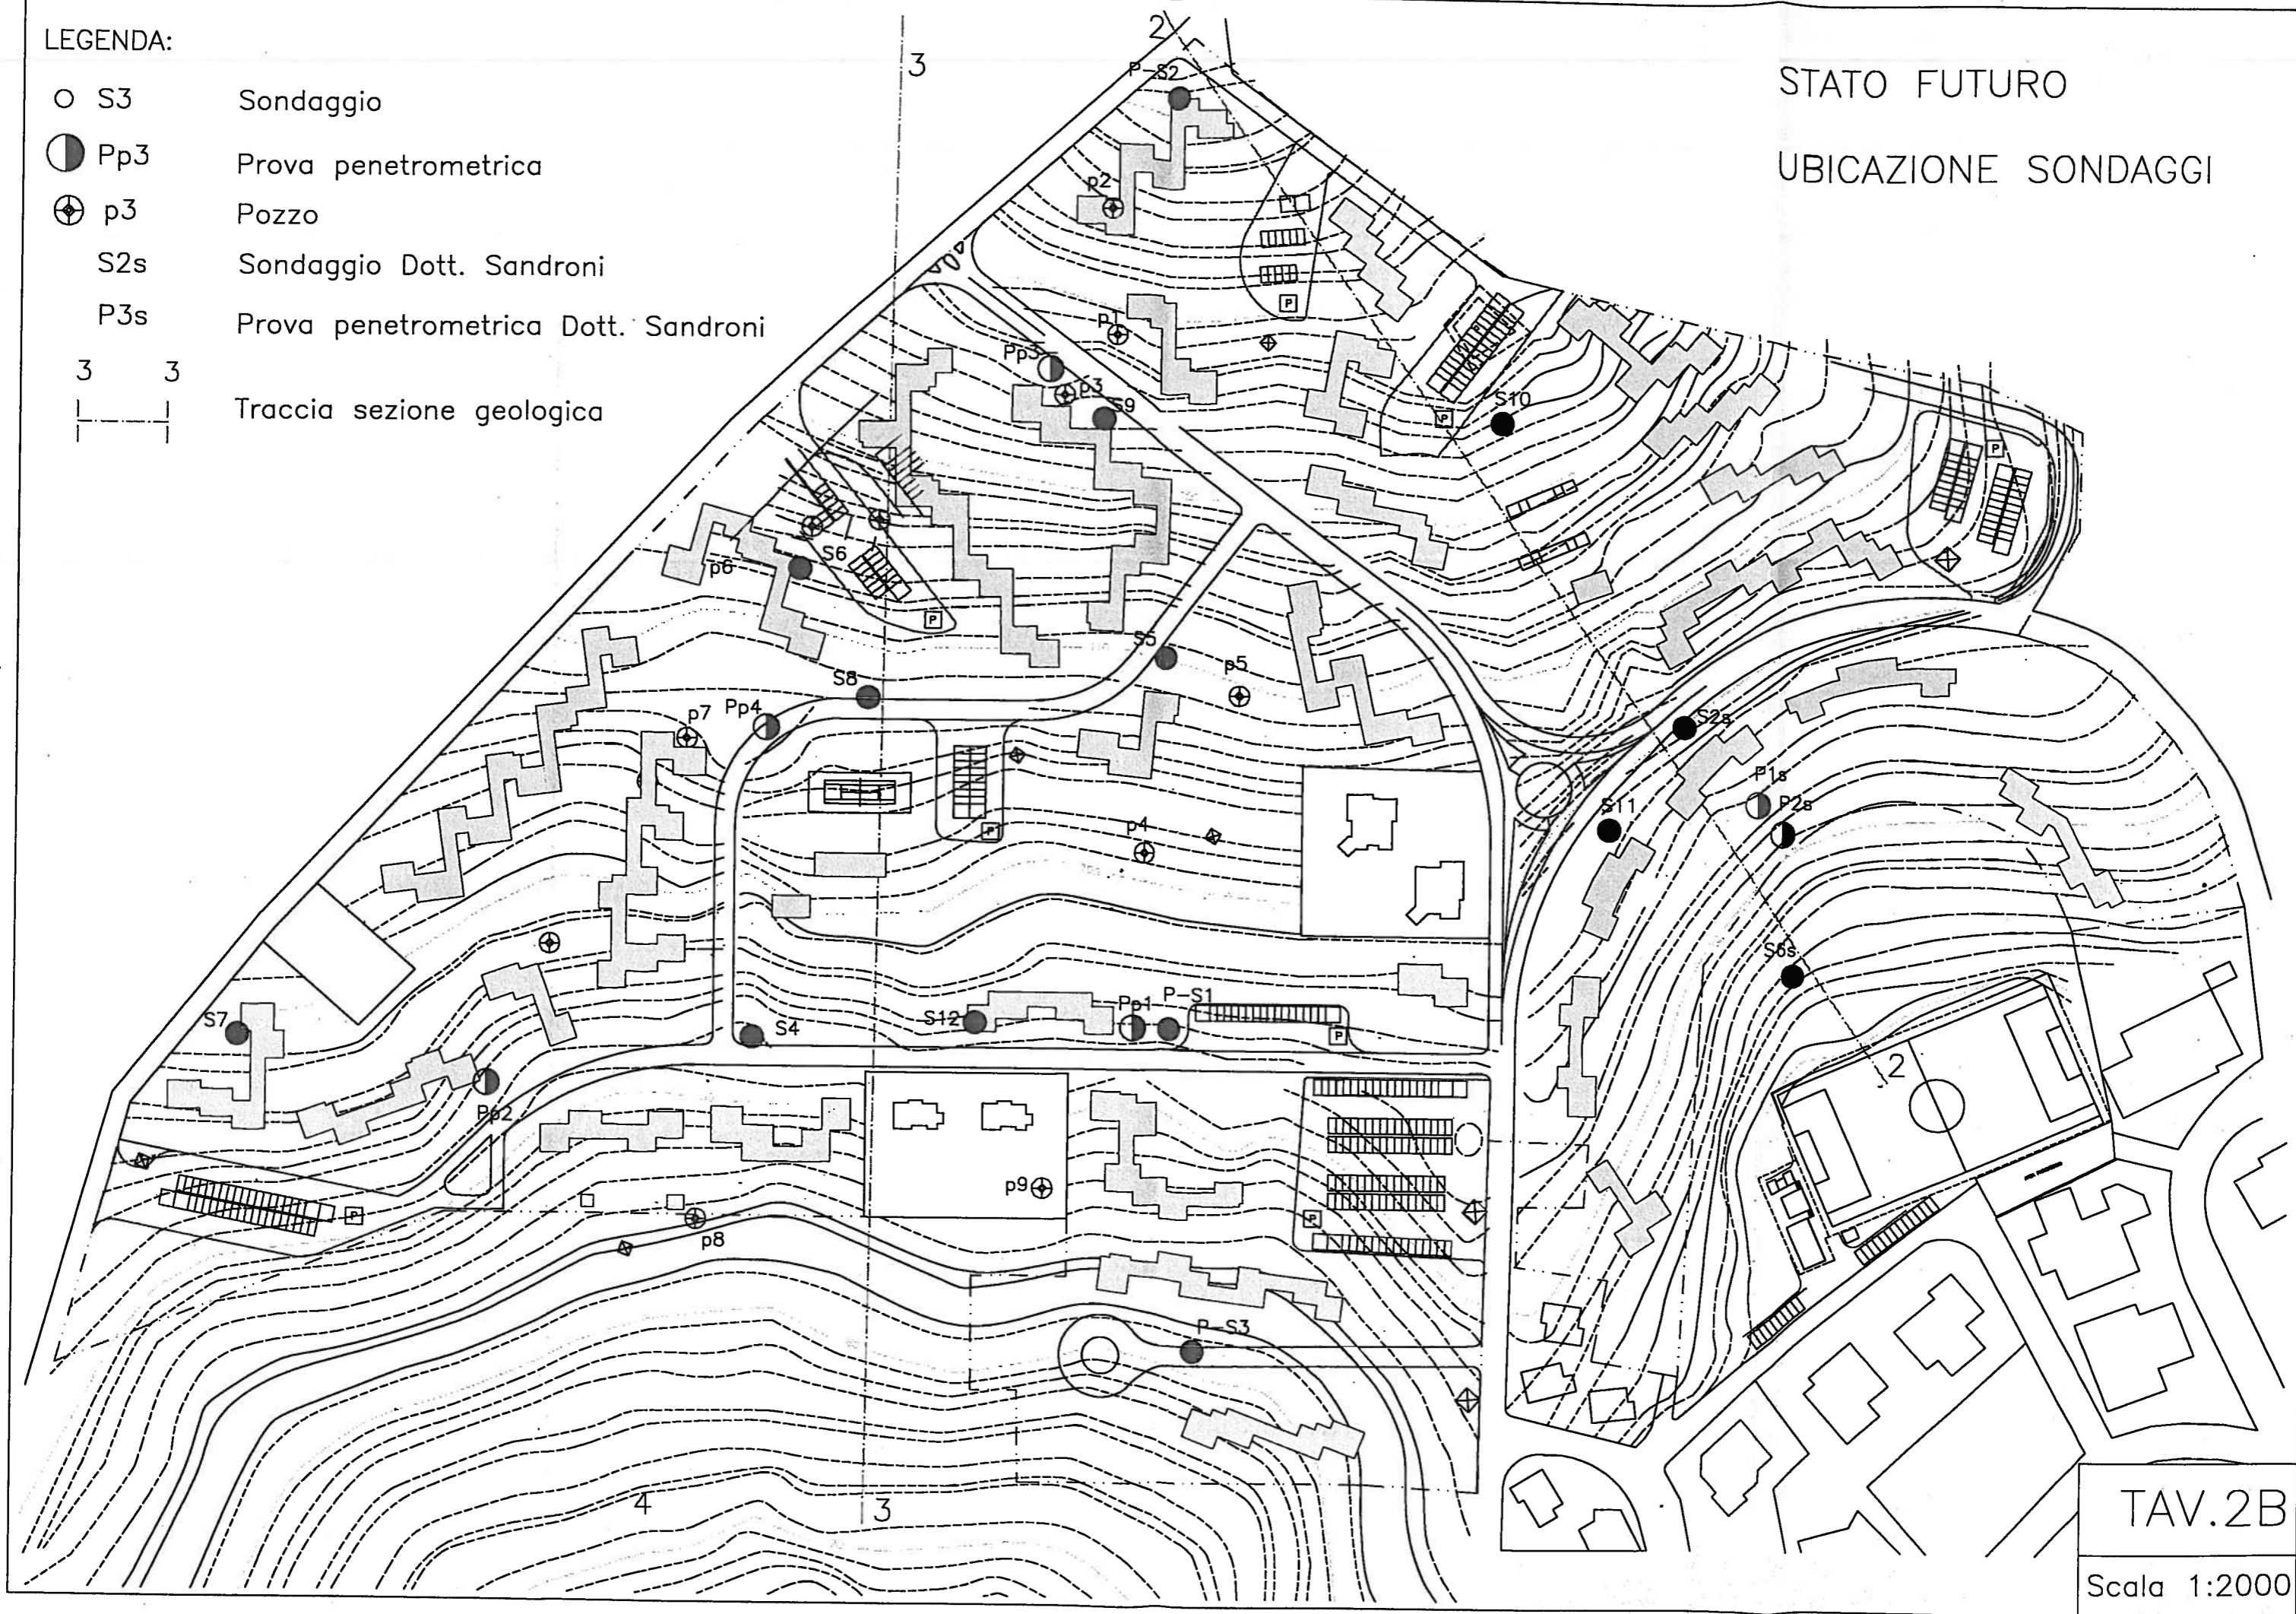 LEGENDA:
S3 Sondaggio
Pp3 Prova penetrometrica
p3 Pozzo
S2s Sondaggio Dott. Sandroni
P3s Prova penetrometrica Dott. Sandroni
3 3
Traccia sezione geologica
STATO FUTURO
UBICAZIONE SONDAGGI
2
3
P-S2
p2
P
p1
Pp3
p3
S9
S10
P
P
S6
p6
P
S5
p5
S8
Pp4
p7
S2s
P1s
P2s
S11
P
p4
S6s
S7
S4
S12
Pp1
P-S1
P
2
Pp2
p9
P
P
p8
P-S3
4
3
TAV.2B
Scala 1:2000